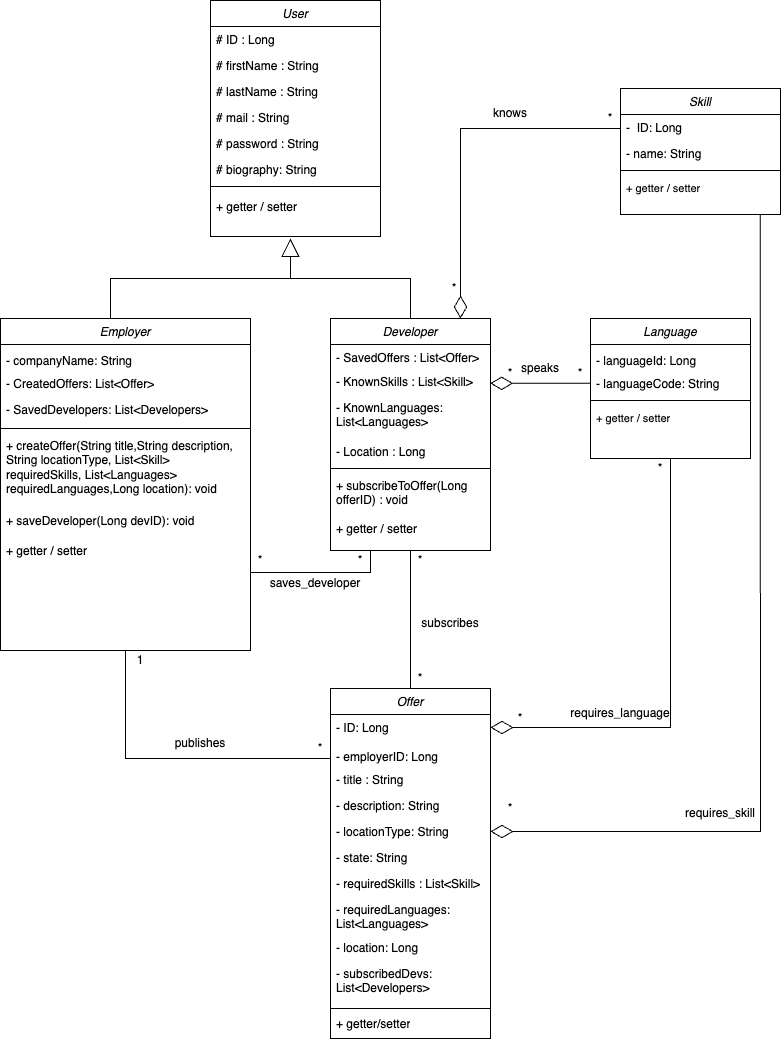 User
# ID : Long
# firstName : String
# lastName : String
# mail : String
# password : String
# biography: String
+ getter / setter
Skill
- ID: Long
- name: String
+ getter / setter
knows
*
*
Employer
- companyName: String
- CreatedOffers: List<Offer>
- SavedDevelopers: List<Developers>
+ createOffer(String title,String description,
String locationType, List<Skill>
requiredSkills, List<Languages>
requiredLanguages,Long location): void
+ saveDeveloper(Long devID): void
+ getter / setter
Developer
- SavedOffers : List<Offer>
- KnownSkills : List<Skill>
- KnownLanguages:
List<Languages>
- Location : Long
+ subscribeToOffer(Long
offerID) : void
+ getter / setter
* speaks *
Language
- languageId: Long
- languageCode: String
+ getter / setter
*
* *
saves_developer
*
subscribes
*
1
publishes *
Offer
- ID: Long
- employerID: Long
- title : String
- description: String
- locationType: String
- state: String
- requiredSkills : List<Skill>
- requiredLanguages:
List<Languages>
- location: Long
- subscribedDevs:
List<Developers>
+ getter/setter
* requires_language
*
requires_skill